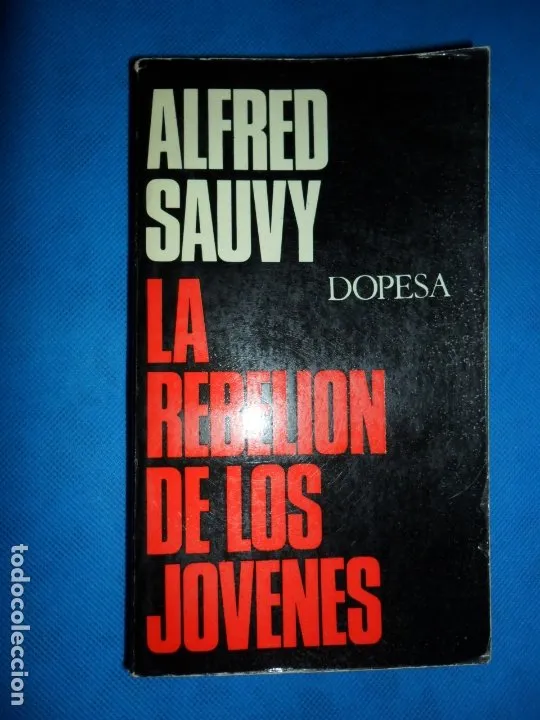 ALFRED
SAUVY
DOPESA
LA
REBELION
DE LOS
JOVENES
todocoleccion